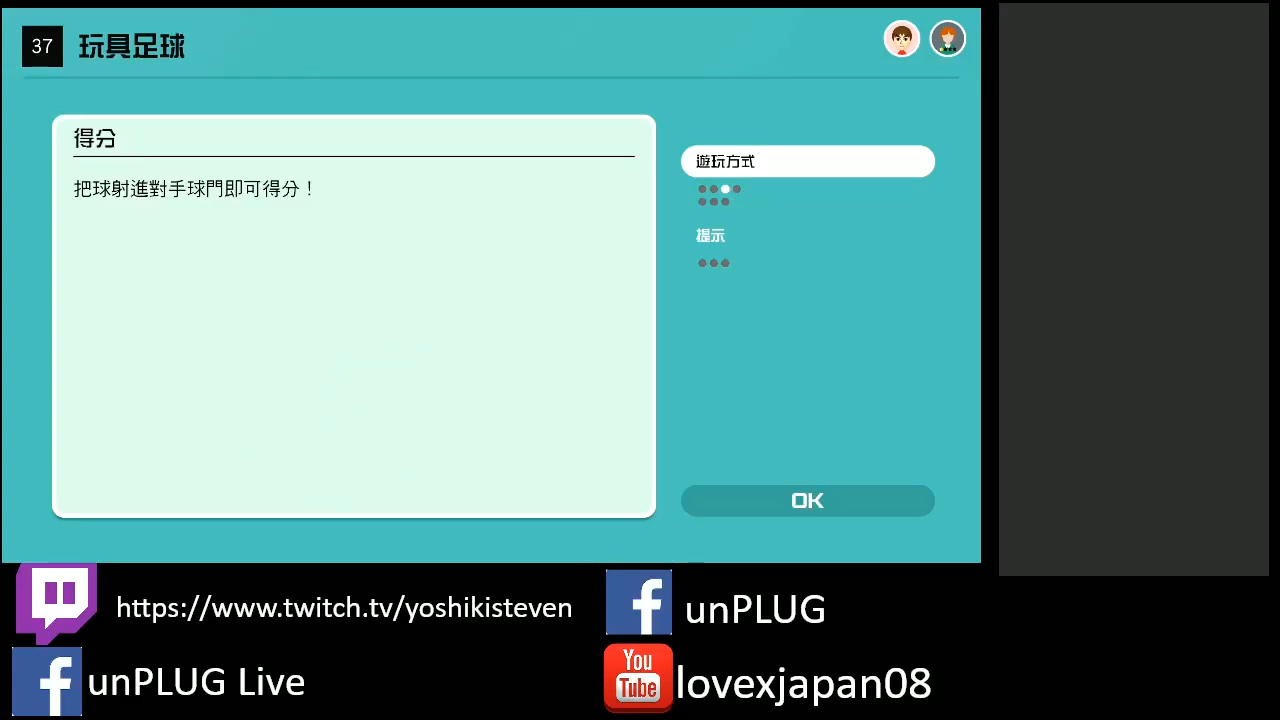 37 玩具足球
得分
把球射進對手球門即可得分！
遊玩方式
提示
OK
https://www.twitch.tv/yoshikisteven
unPLUG
unPLUG Live
You
Tube
lovexjapan08